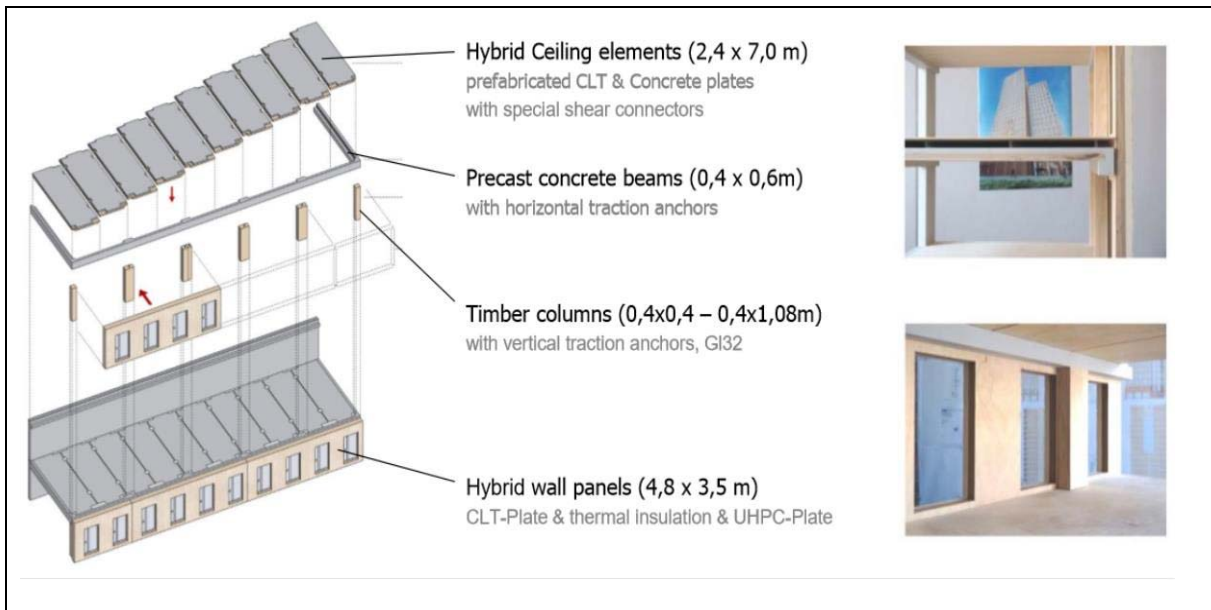 Hybrid Ceiling elements (2,4 x 7,0 m)
prefabricated CLT & Concrete plates
with special shear connectors
Precast concrete beams (0,4 x 0,6m)
with horizontal traction anchors
Timber columns (0,4x0,4 – 0,4x1,08m)
with vertical traction anchors, Gl32
Hybrid wall panels (4,8 x 3,5 m)
CLT-Plate & thermal insulation & UHPC-Plate